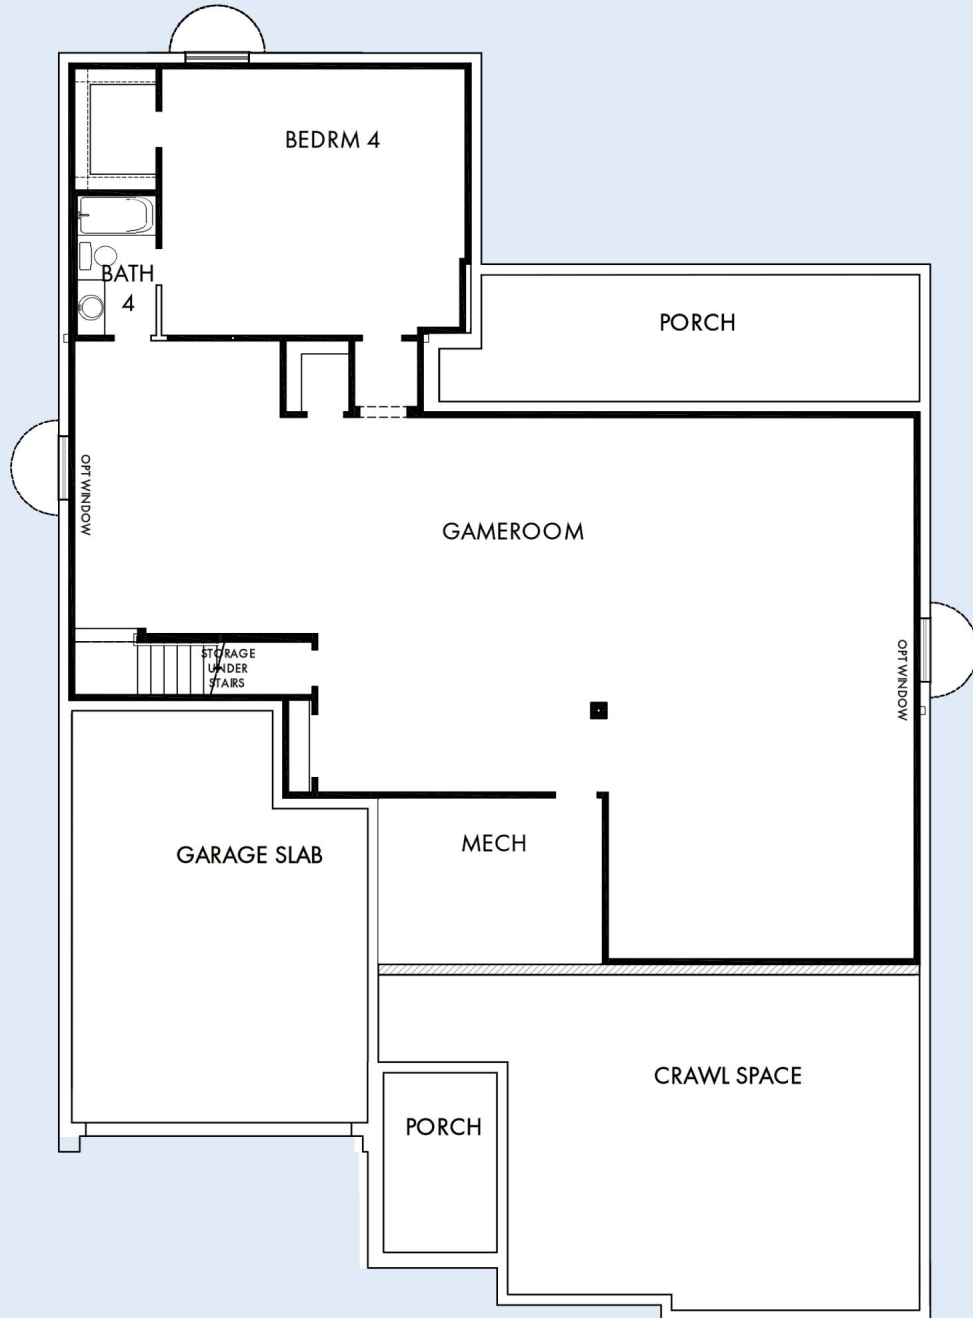 BEDRM 4
BATH
4
PORCH
OPT WINDOW
GAMEROOM
STORAGE
UNDER
STAIRS
OPT WINDOW
MECH
GARAGE SLAB
CRAWL SPACE
PORCH